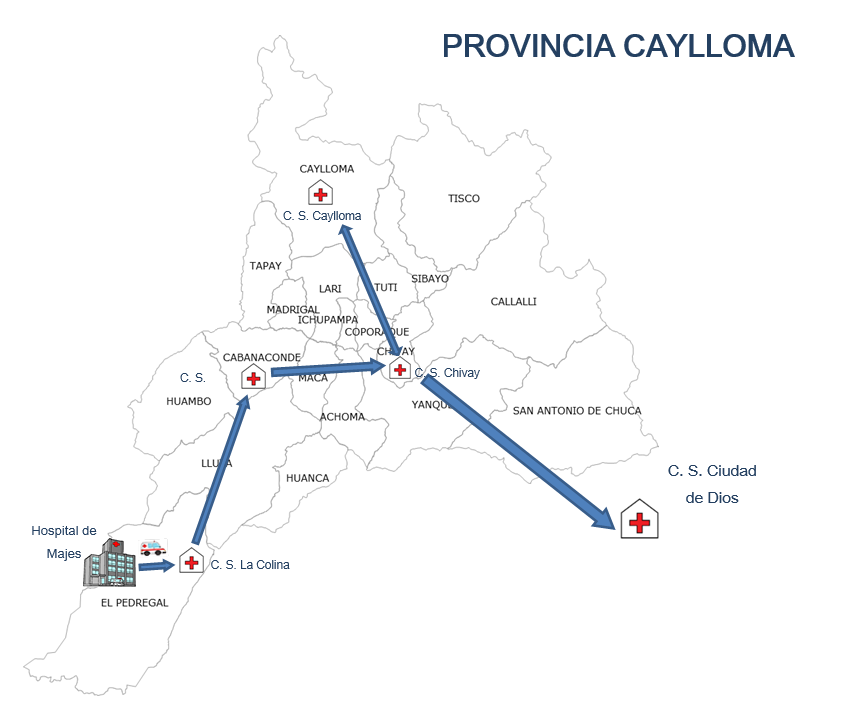 PROVINCIA CAYLLOMA
CAYLLOMA
C. S. Caylloma
TISCO
TAPAY
LARI
TUTI
SIBAYO
CALLALLI
MADRIGAL
ICHUPAMPA
COPORAQUE
CHIVAY
CABANACONDE
C. S.
MACA
C. S. Chivay
HUAMBO
ACHOMA
YANQUE
SAN ANTONIO DE CHUCA
LLUTA
HUANCA
C. S. Ciudad
de Dios
Hospital de
Majes
C. S. La Colina
EL PEDREGAL